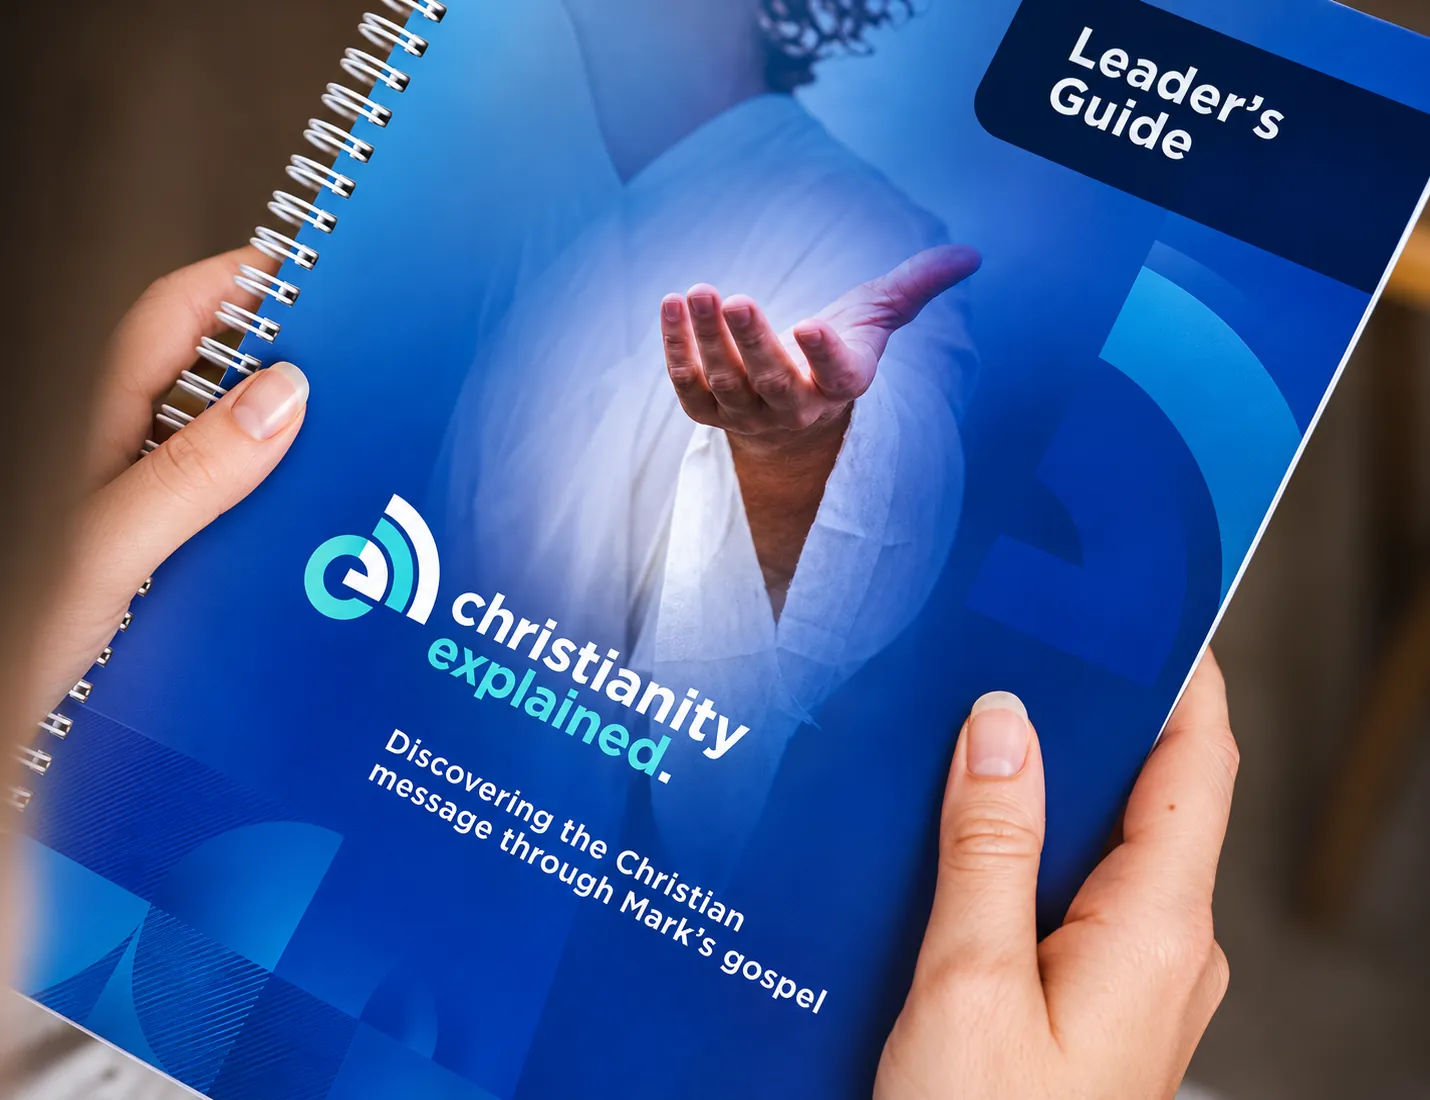 Leader's
Guide
christianity
explained.
Discovering the Christian
message through Mark's gospel